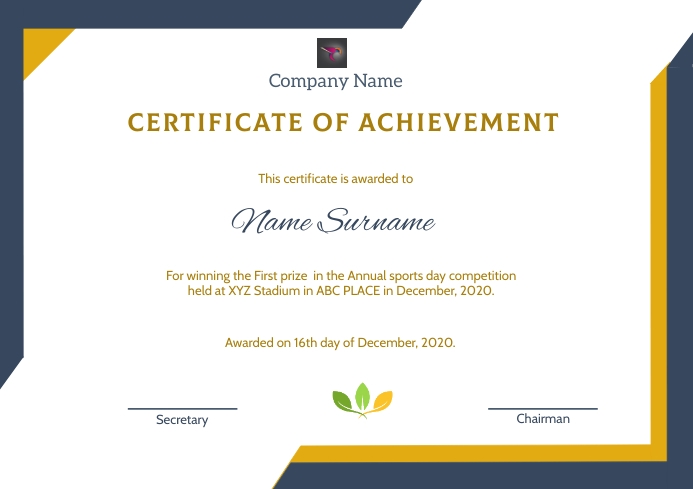 Company Name
CERTIFICATE OF ACHIEVEMENT
This certificate is awarded to
Name Surname
For winning the First prize  in the Annual sports day competition
held at XYZ Stadium in ABC PLACE in December, 2020.
Awarded on 16th day of December, 2020.
Secretary
Chairman